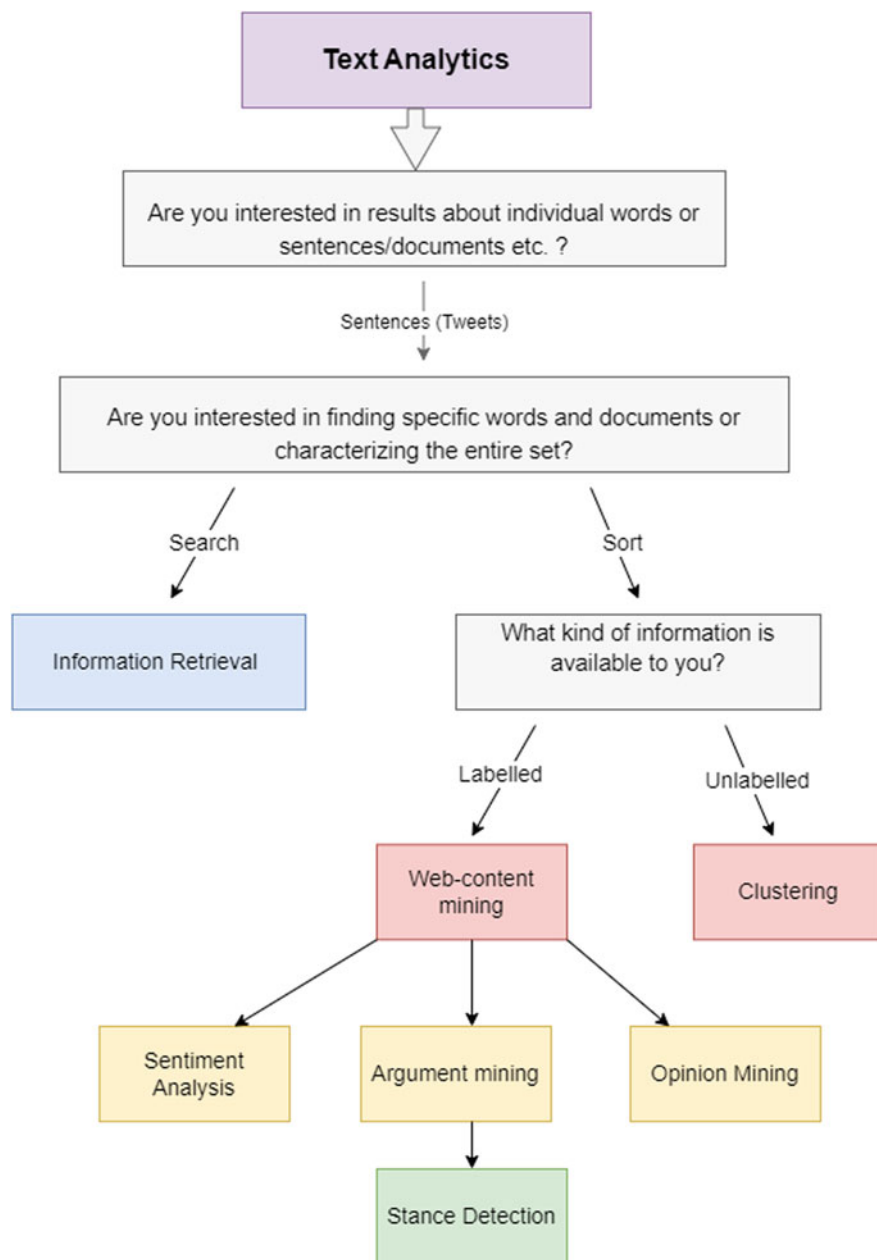 Text Analytics
Are you interested in results about individual words or
sentences/documents etc. ?
Sentences (Tweets)
Are you interested in finding specific words and documents or
characterizing the entire set?
Search
Sort
Information Retrieval
What kind of information is
available to you?
Labelled
Unlabelled
Web-content
mining
Clustering
Sentiment
Analysis
Argument mining
Opinion Mining
Stance Detection